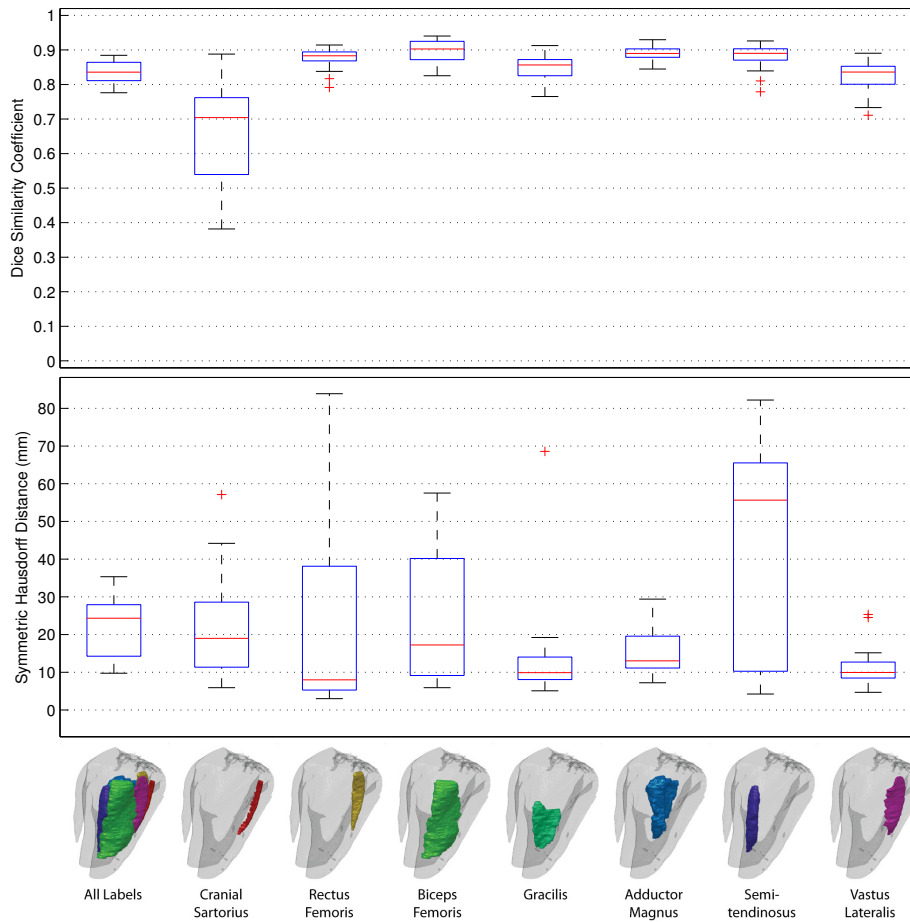 1
0.9
0.8
0.7
0.6
0.5
0.4
0.3
0.2
0.1
0
Dice Similarity Coefficient
80
70
60
50
40
30
20
10
0
Symmetric Hausdorff Distance (mm)
All Labels
Cranial
Sartorius
Rectus
Femoris
Biceps
Femoris
Gracilis
Adductor
Magnus
Semi-
tendinosus
Vastus
Lateralis